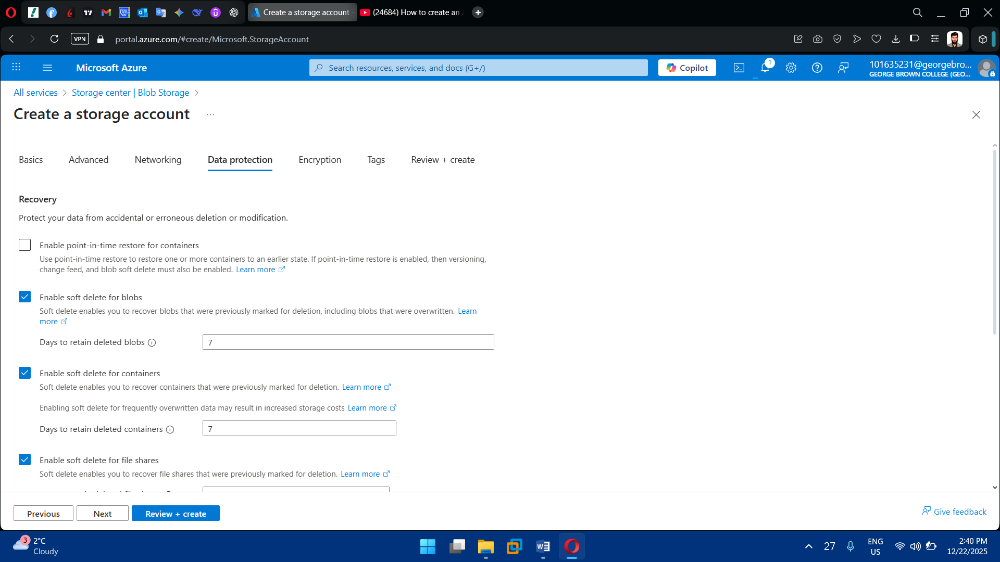 Create a storage account -
(24684) How to create an
VPN
portal.azure.com/#create/Microsoft.StorageAccount
Microsoft Azure
Search resources, services, and docs (G+/)
Copilot
1
101635231@georgebro...
GEORGE BROWN COLLEGE (GEO...
All services > Storage center | Blob Storage >
Create a storage account ...
Basics
Advanced
Networking
Data protection
Encryption
Tags
Review + create
Recovery
Protect your data from accidental or erroneous deletion or modification.
Enable point-in-time restore for containers
Use point-in-time restore to restore one or more containers to an earlier state. If point-in-time restore is enabled, then versioning,
change feed, and blob soft delete must also be enabled. Learn more
Enable soft delete for blobs
Soft delete enables you to recover blobs that were previously marked for deletion, including blobs that were overwritten. Learn
more
Days to retain deleted blobs
7
Enable soft delete for containers
Soft delete enables you to recover containers that were previously marked for deletion. Learn more
Enabling soft delete for frequently overwritten data may result in increased storage costs Learn more
Days to retain deleted containers
7
Enable soft delete for file shares
Soft delete enables you to recover file shares that were previously marked for deletion. Learn more
Previous
Next
Review + create
Give feedback
3
2°C
Cloudy
27
ENG
US
2:40 PM
12/22/2025